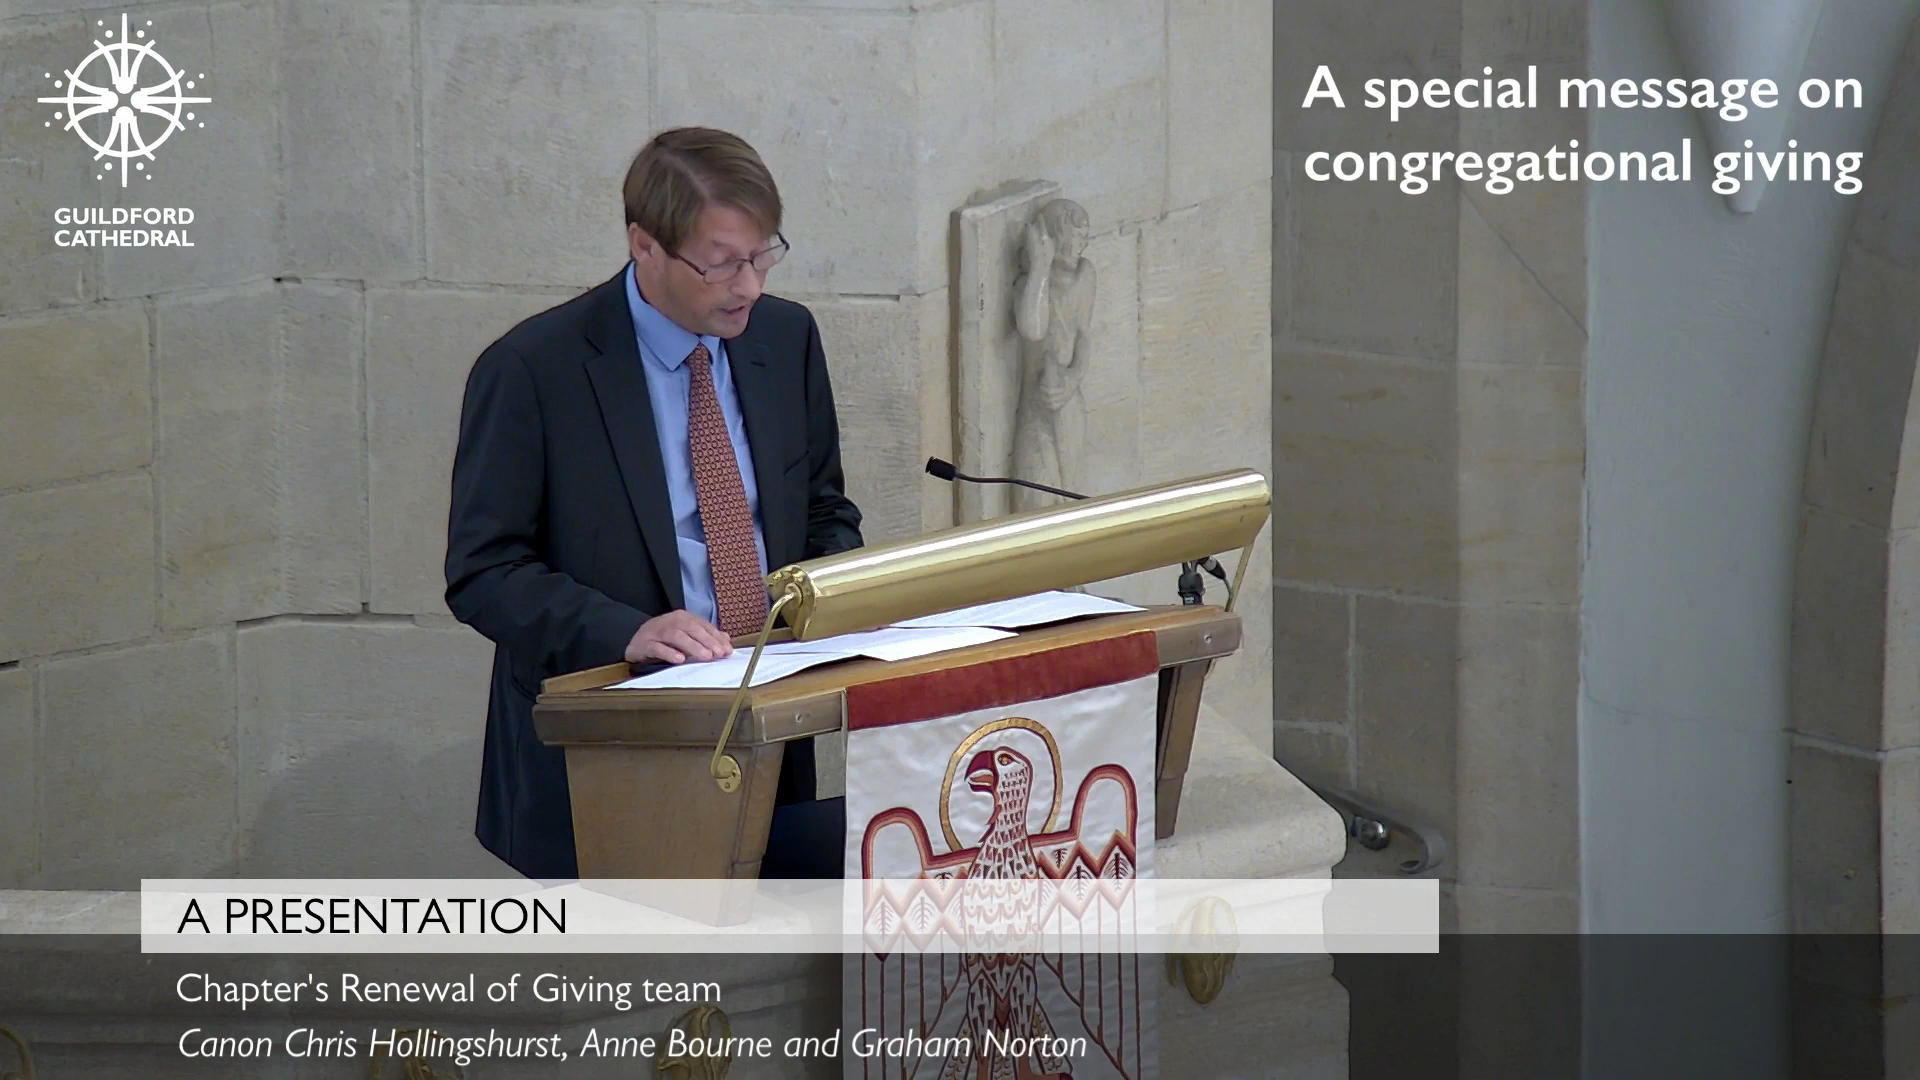 GUILDFORD
CATHEDRAL
A special message on
congregational giving
A PRESENTATION
Chapter's Renewal of Giving team
Canon Chris Hollingshurst, Anne Bourne and Graham Norton